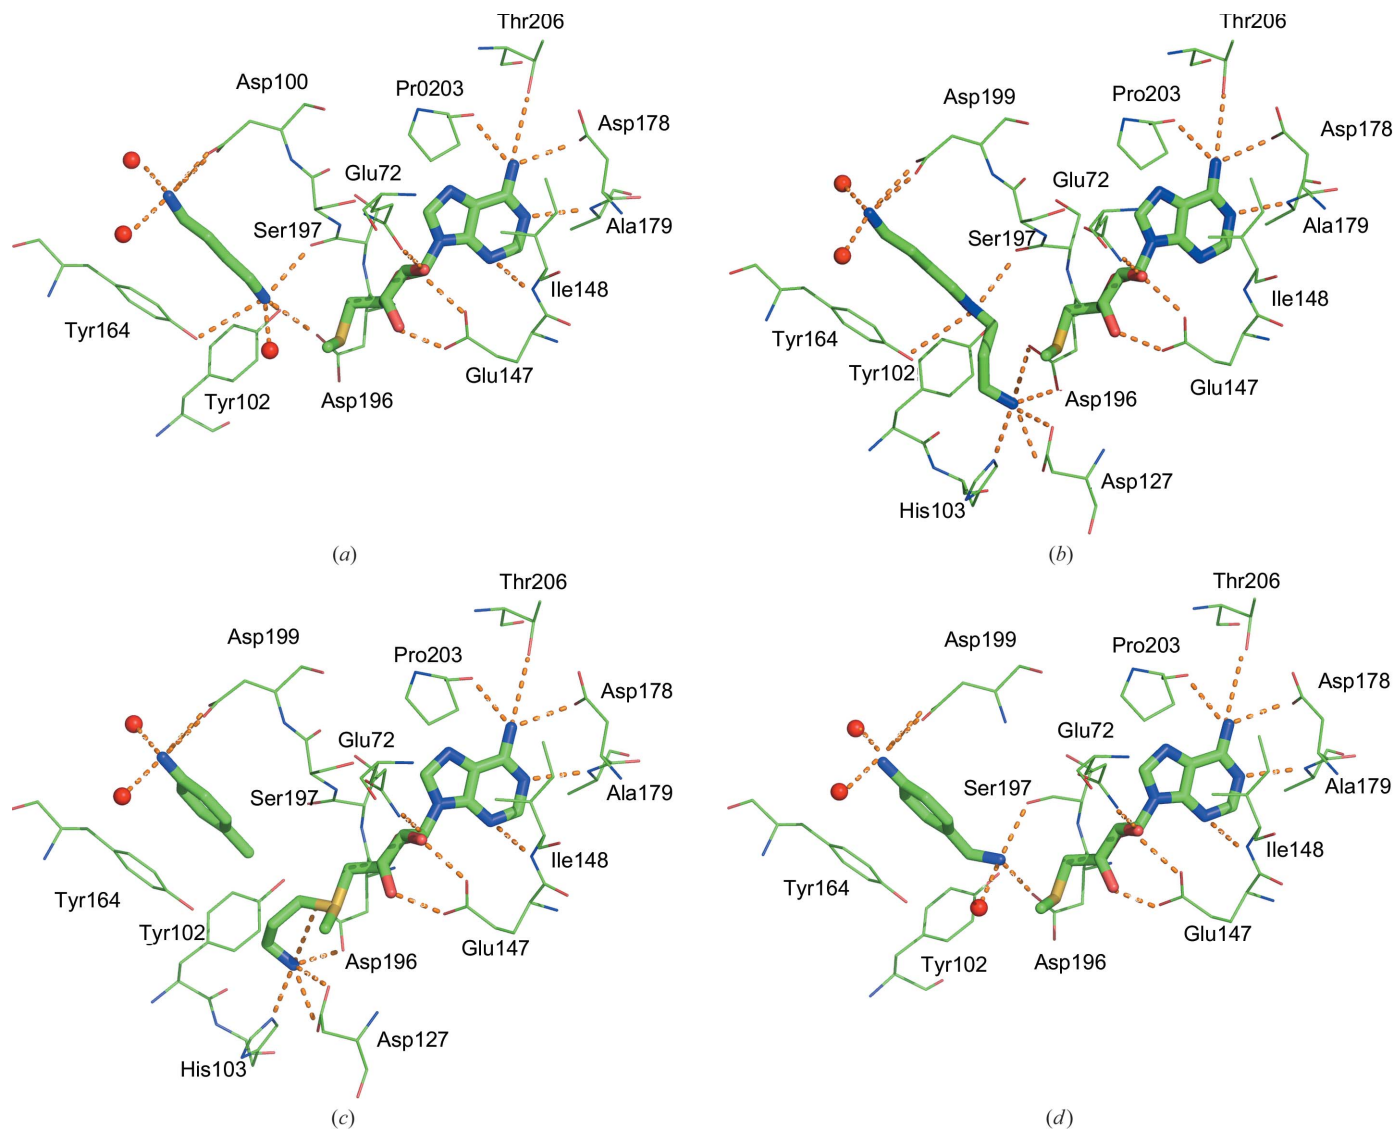 Thr206
Asp100
Pr0203
Asp178
Glu72
Ser197
Ala179
Ile148
Tyr164
Glu147
Tyr102
Asp196
(a)
Thr206
Asp199
Pro203
Asp178
Glu72
Ser197
Ala179
Ile148
Tyr164
Tyr102
Glu147
Asp196
Asp127
His103
(b)
Thr206
Asp199
Pro203
Asp178
Glu72
Ser197
Ala179
Ile148
Tyr164
Tyr102
Glu147
Asp196
Asp127
His103
(c)
Thr206
Asp199
Pro203
Asp178
Glu72
Ser197
Ala179
Ile148
Tyr164
Glu147
Tyr102
Asp196
(d)